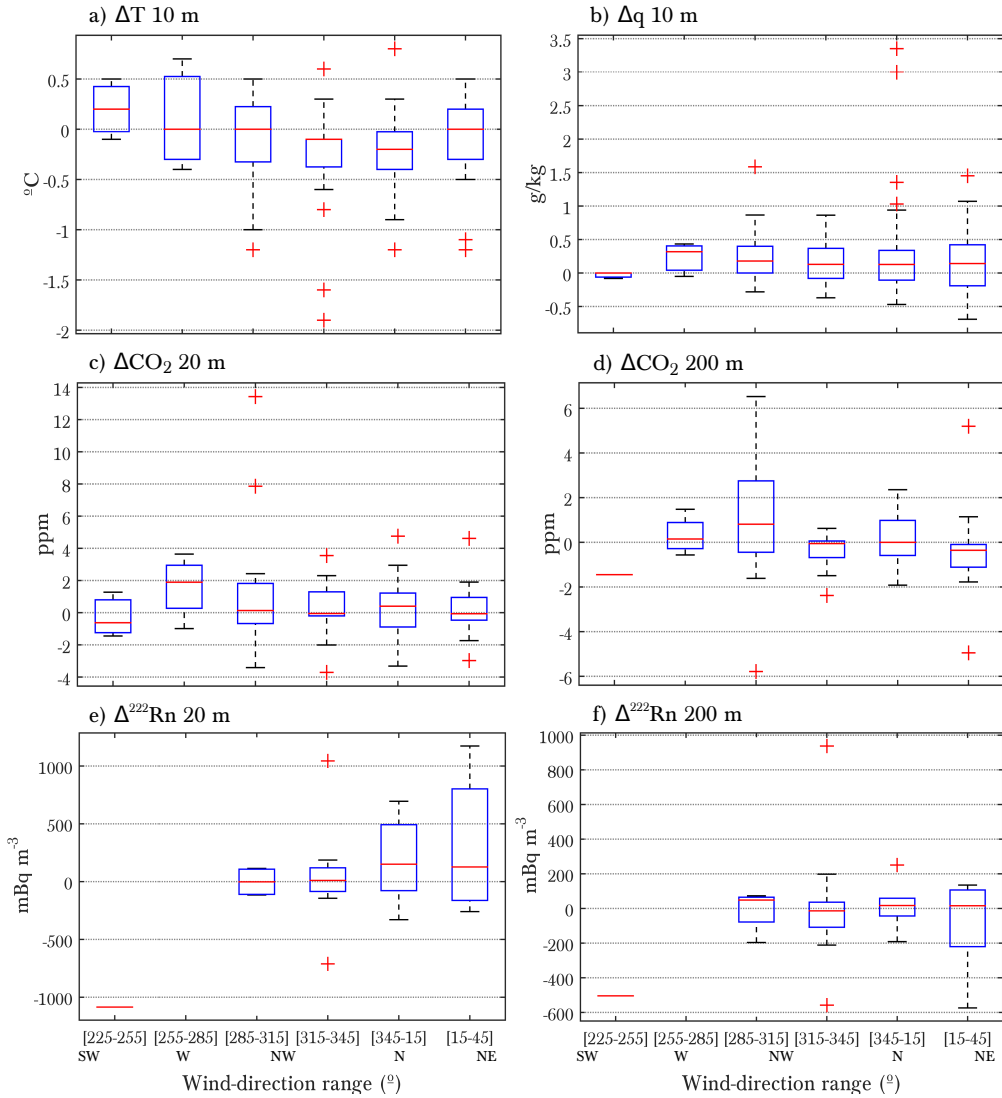 a) ΔT 10 m
b) Δq 10 m
0.5
0
-0.5
-1
-1.5
-2
ºC
3.5
3
2.5
2
1.5
1
0.5
0
-0.5
g/kg
c) ΔCO₂ 20 m
d) ΔCO₂ 200 m
14
12
10
8
6
4
2
0
-2
-4
ppm
6
4
2
0
-2
-4
-6
ppm
e) Δ²²²Rn 20 m
f) Δ²²²Rn 200 m
1000
500
0
-500
-1000
mBq m⁻³
1000
800
600
400
200
0
-200
-400
-600
mBq m⁻³
[225-255] [255-285] [285-315] [315-345] [345-15] [15-45]
SW W NW N NE
Wind-direction range (º)
[225-255] [255-285] [285-315] [315-345] [345-15] [15-45]
SW W NW N NE
Wind-direction range (º)